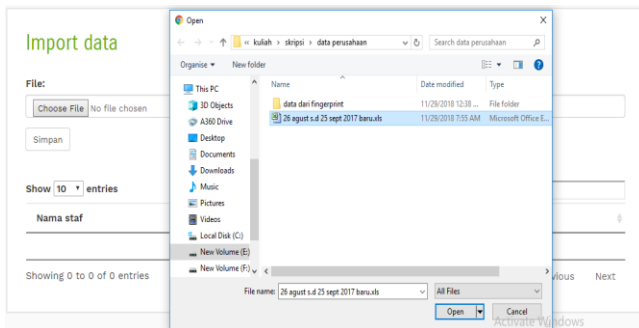 Open
Import data
« kuliah > skripsi > data perusahaan
Search data perusahaan
Organise
New folder
File:
Choose File No file chosen
Simpan
Show 10 entries
Nama staf
Showing 0 to 0 of 0 entries
This PC
3D Objects
A360 Drive
Desktop
Documents
Downloads
Music
Pictures
Videos
Local Disk (C:)
New Volume (E:)
New Volume (F:)
Name Date modified Type
data dari fingerprint 11/29/2018 12:38 ... File folder
26 agust s.d 25 sept 2017 baru.xls 11/29/2018 7:55 AM Microsoft Office E...
File name: 26 agust s.d 25 sept 2017 baru.xls All Files
Open Cancel
vious Next
Activate Windows